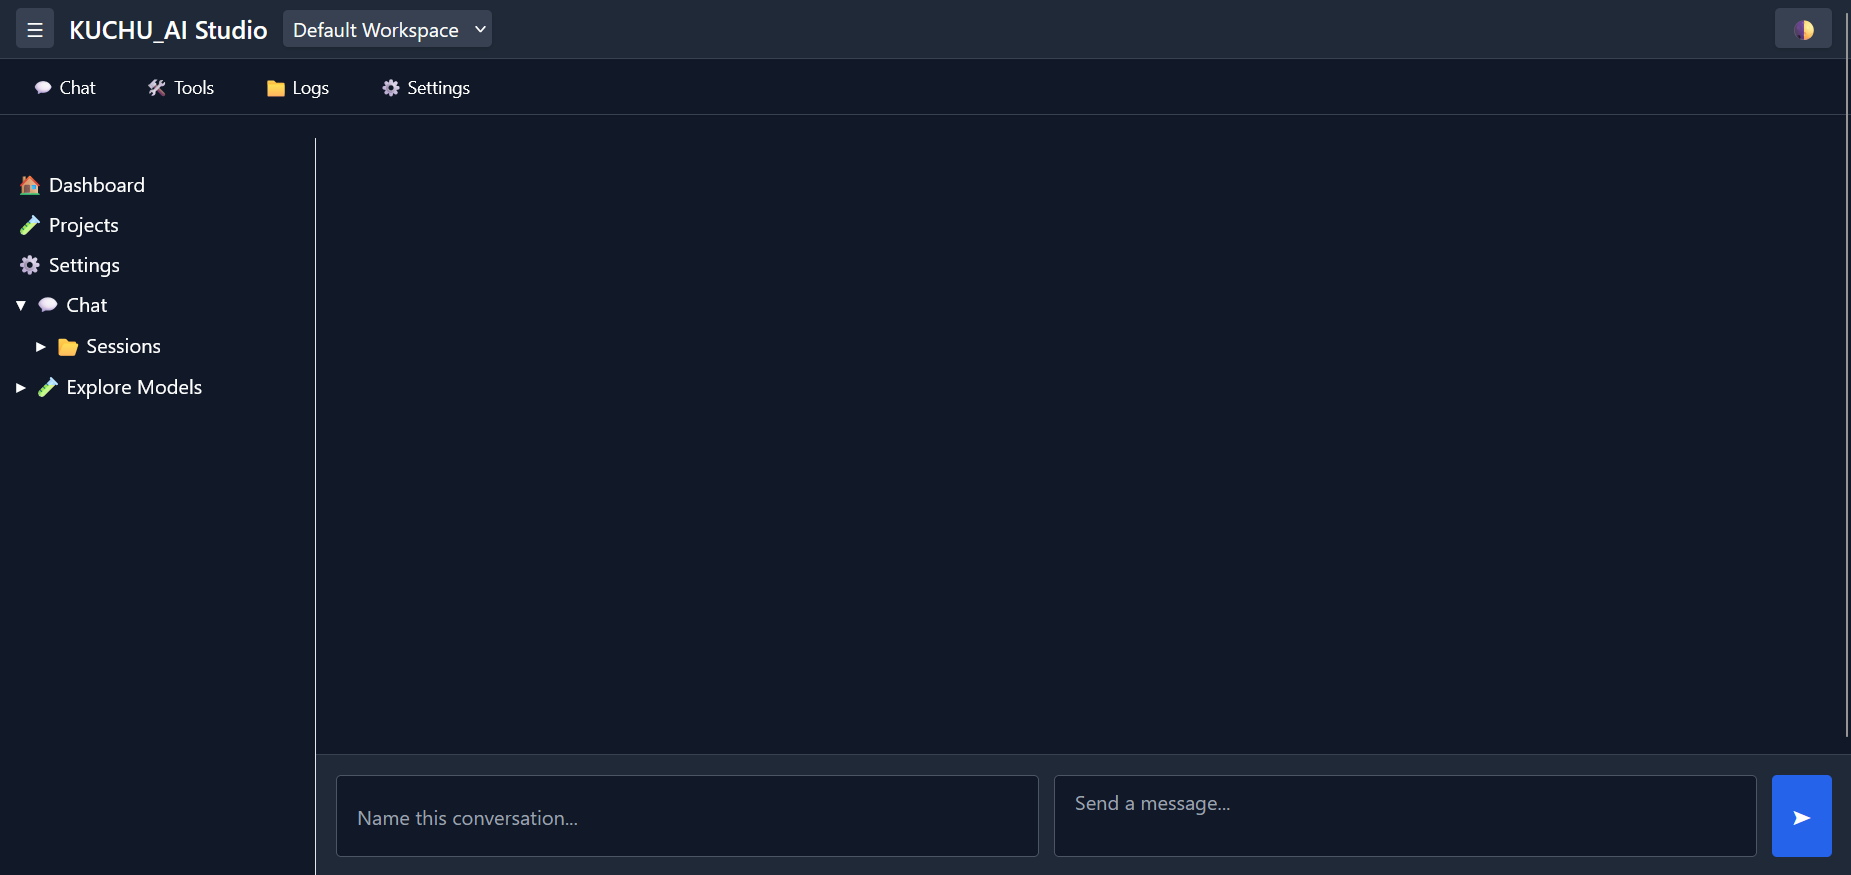 KUCHU_AI Studio Default Workspace
Chat Tools Logs Settings
Dashboard
Projects
Settings
Chat
Sessions
Explore Models
Name this conversation...
Send a message...